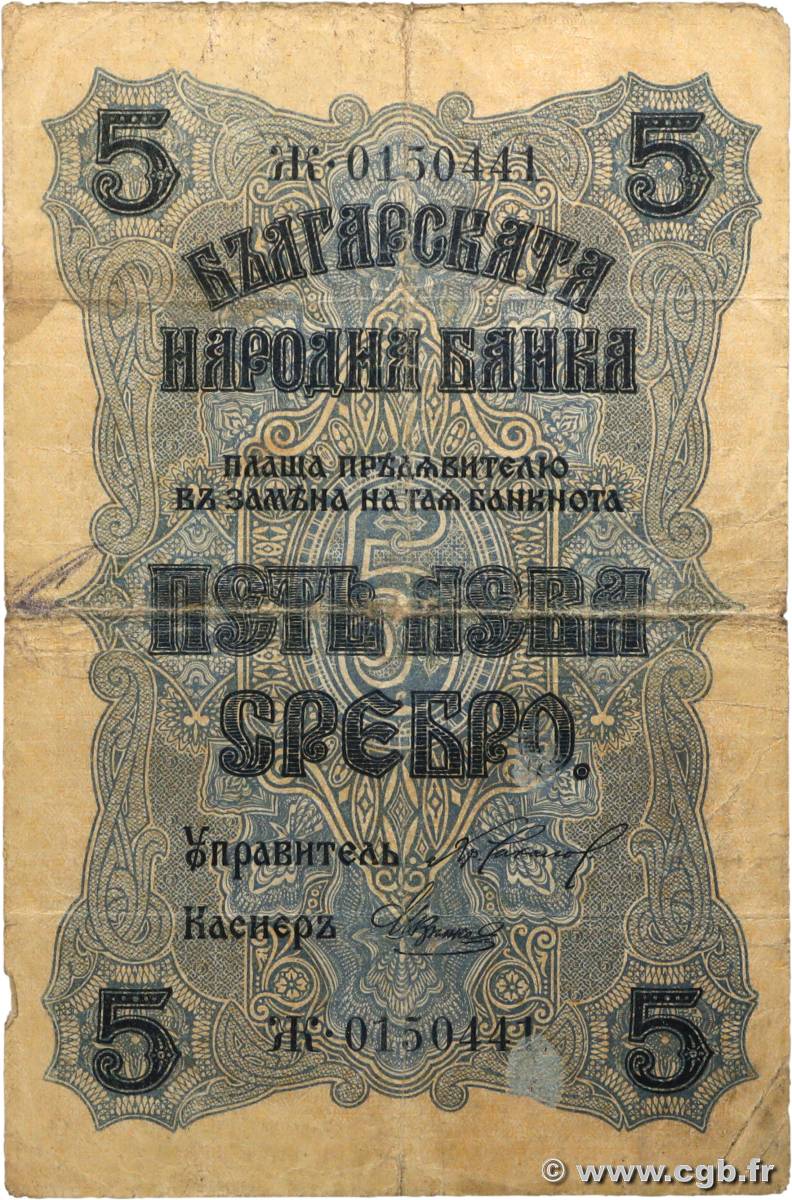 5 5
Ж·0150441
БЪЛГАРСКАТА
НАРОДНА БАНКА
ПЛАЩА ПРѢДЯВИТЕЛЮ
ВЪ ЗАМѢНА НА ТАЯ БАНКНОТА
5
ПЕТЬ ЛЕВА
СРЕБРО.
Управитель
Касиеръ
5 5
Ж·0150441
© www.cgb.fr